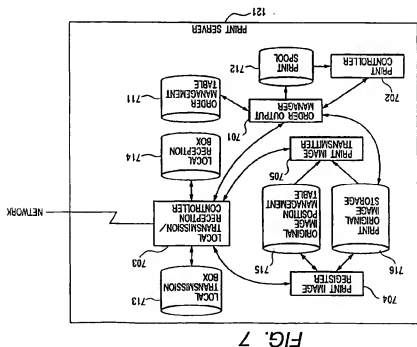 FIG. 7
121
PRINT SERVER
LOCAL TRANSMISSION
BOX
713
703
LOCAL
TRANSMISSION/
RECEPTION
CONTROLLER
NETWORK
LOCAL
RECEPTION
BOX
714
ORDER
MANAGEMENT
TABLE
711
704
PRINT IMAGE
REGISTER
716
PRINT
ORIGINAL
IMAGE
STORAGE
715
ORIGINAL
IMAGE
POSITION
MANAGEMENT
TABLE
705
PRINT IMAGE
TRANSMITTER
701
ORDER OUTPUT
MANAGER
712
PRINT
SPOOL
702
PRINT
CONTROLLER